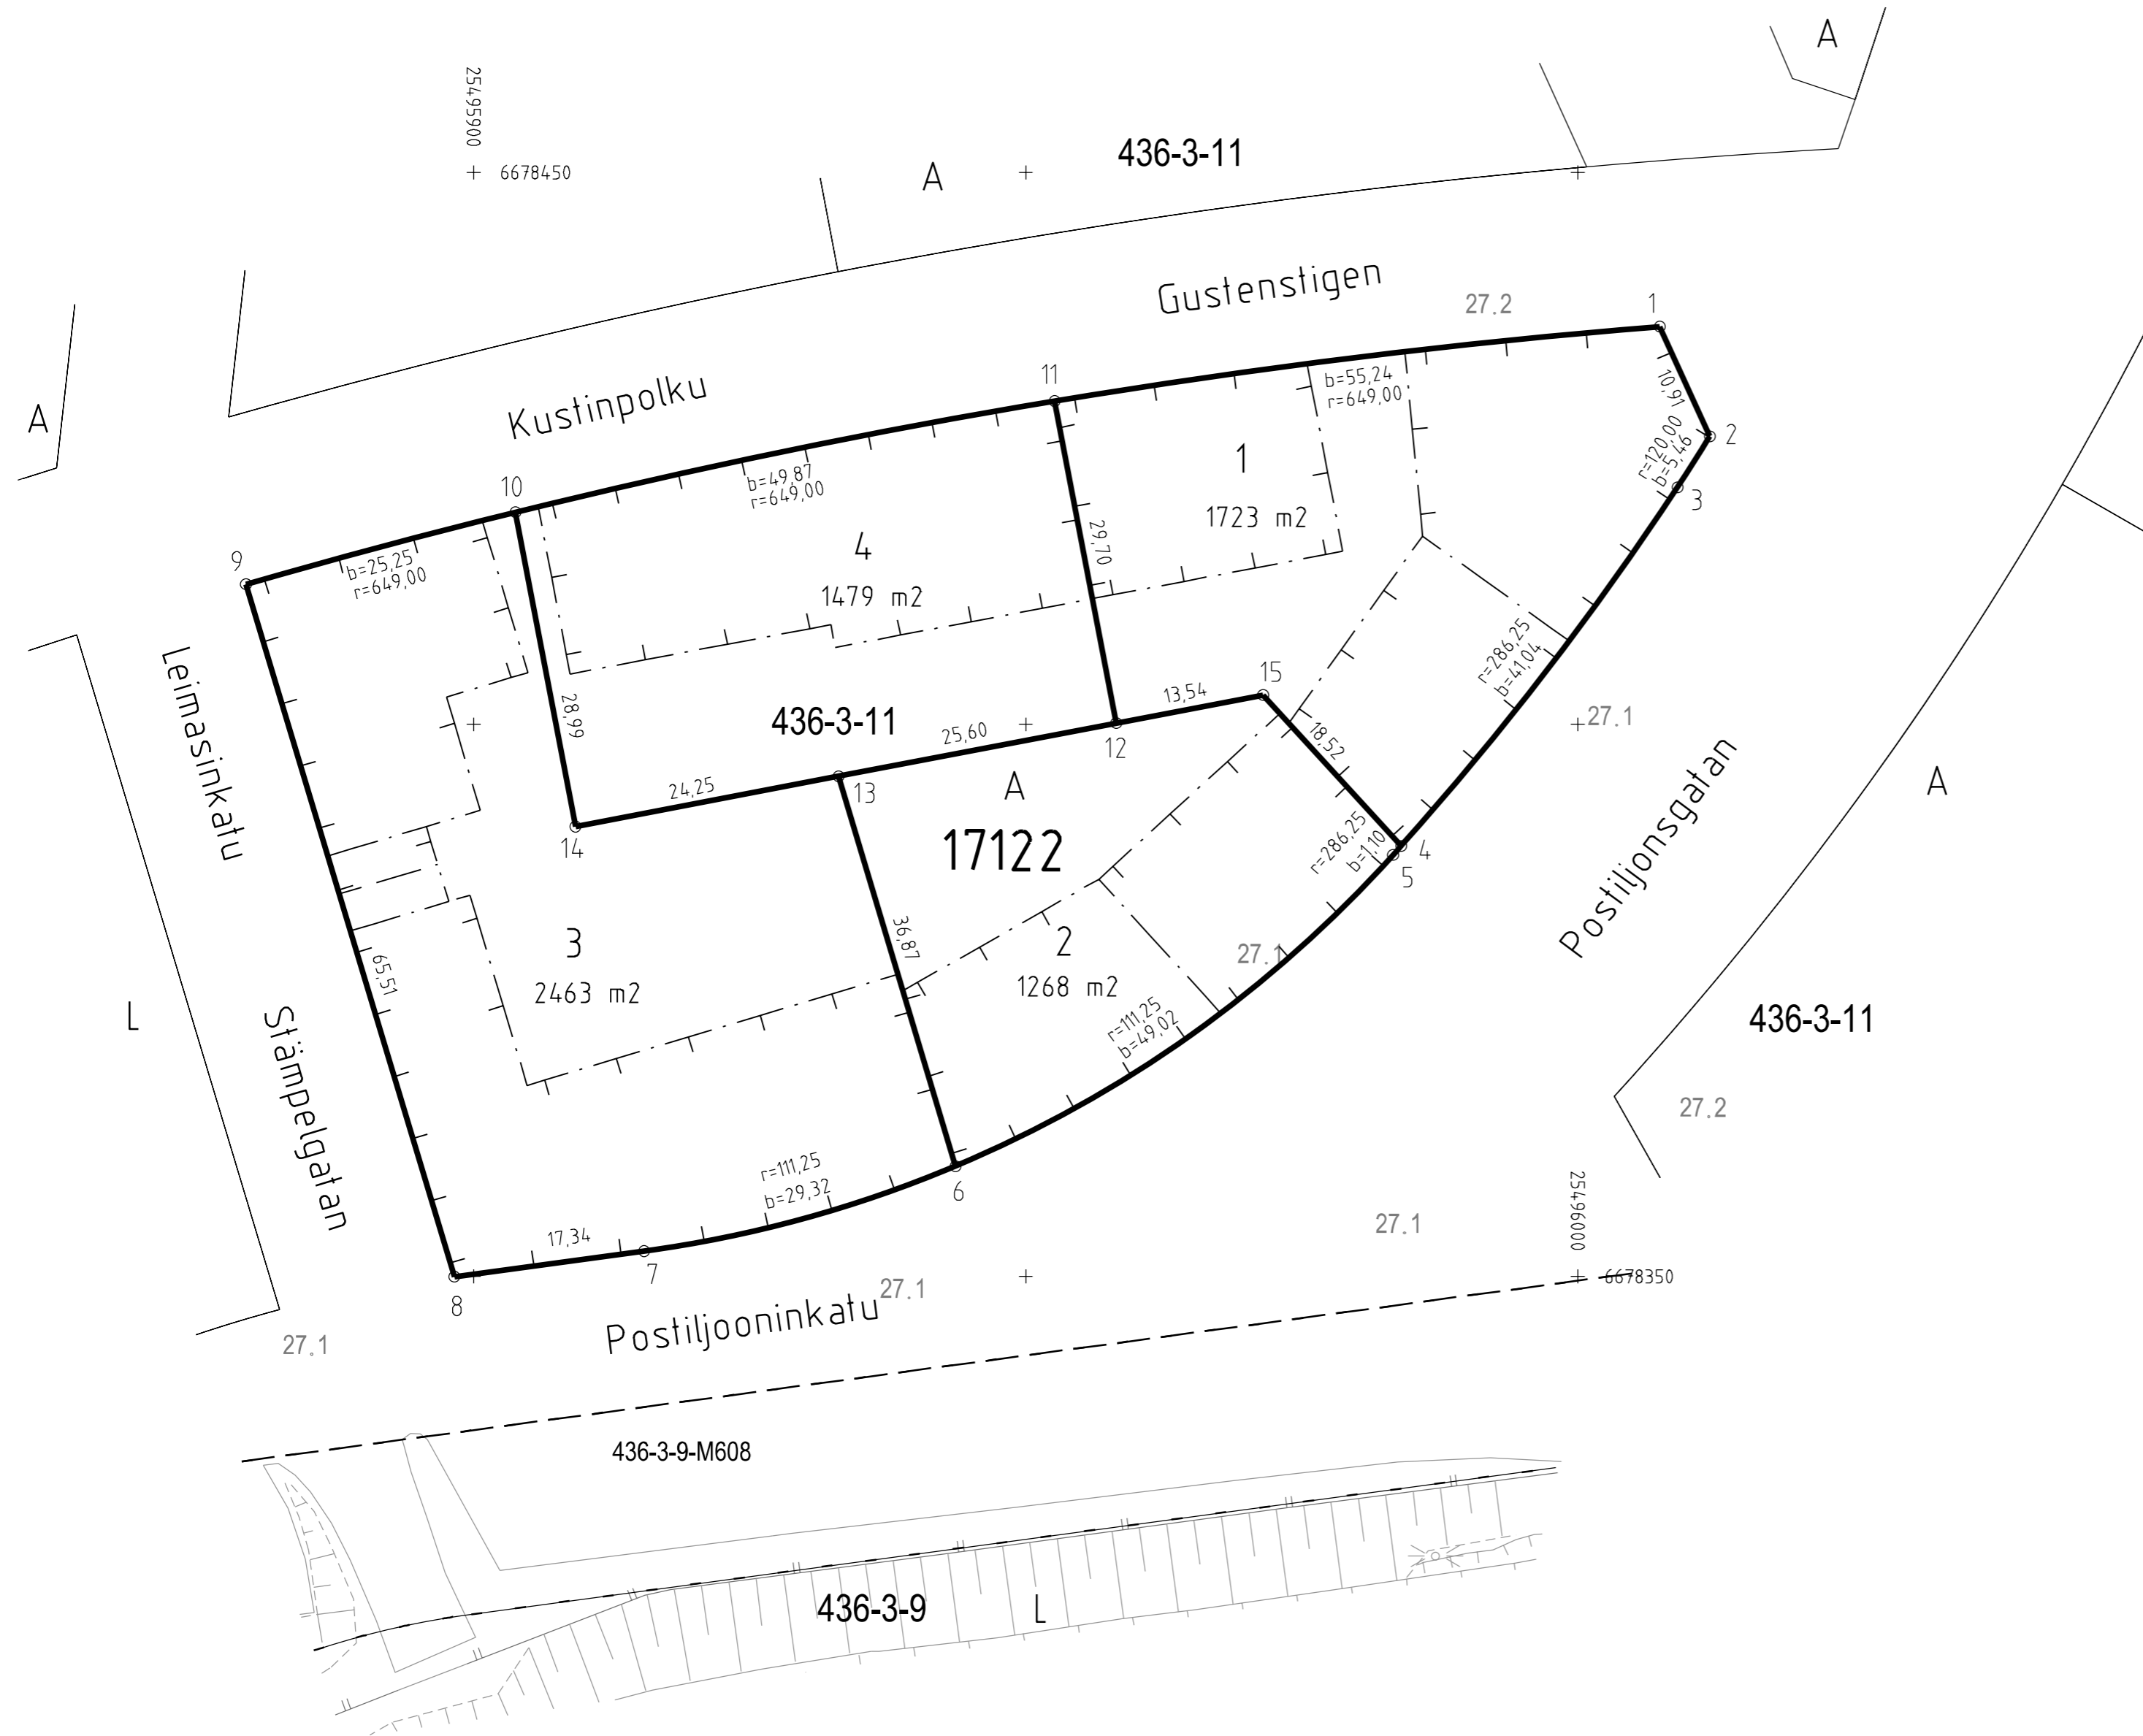 A
25495900
6678450
A
436-3-11
Gustenstigen
27.2
1
Kustinpolku
11
b=55,24
r=649,00
10,91
A
10
b=49,87
r=649,00
1
1723 m2
2
r=120,00
b=5,46
3
9
b=25,25
r=649,00
4
1479 m2
29,70
Leimasinkatu
28,99
436-3-11
25,60
12
13,54
15
r=286,25
b=41,04
27.1
18,52
24,25
13
A
17122
14
r=286,25
b=1,10
4
5
Postiljonsgatan
A
3
2463 m2
65,51
36,87
2
1268 m2
27.1
r=111,25
b=49,02
L
Stämpelgatan
436-3-11
27.2
r=111,25
b=29,32
6
17,34
7
8
27.1
25496000
6678350
27.1
Postiljooninkatu
27.1
436-3-9-M608
436-3-9
L